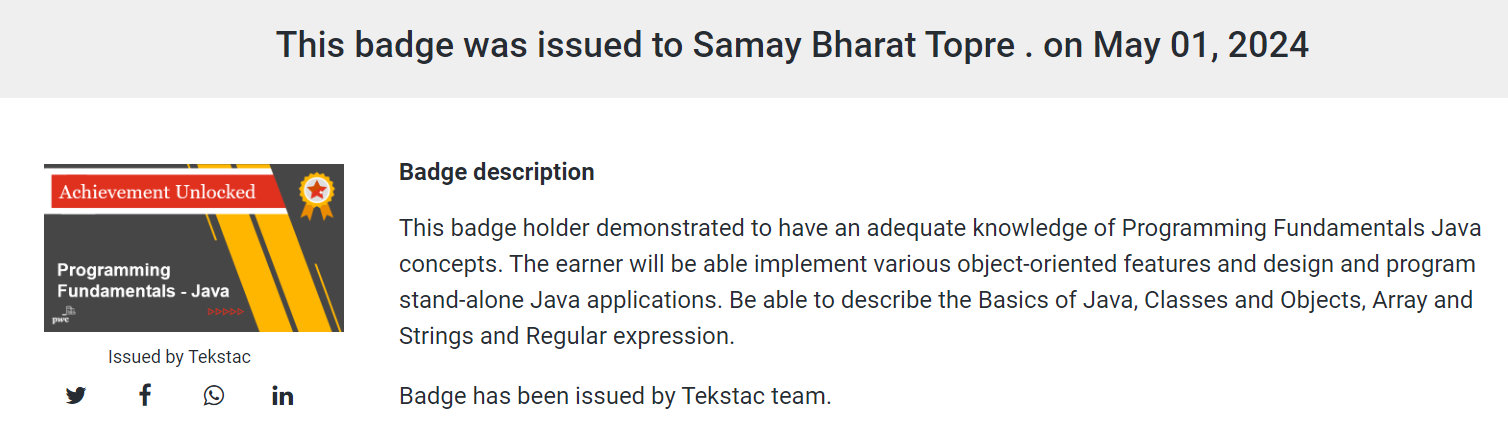 This badge was issued to Samay Bharat Topre . on May 01, 2024
Achievement Unlocked
Programming
Fundamentals - Java
pwc
Issued by Tekstac
Badge description
This badge holder demonstrated to have an adequate knowledge of Programming Fundamentals Java
concepts. The earner will be able implement various object-oriented features and design and program
stand-alone Java applications. Be able to describe the Basics of Java, Classes and Objects, Array and
Strings and Regular expression.
Badge has been issued by Tekstac team.